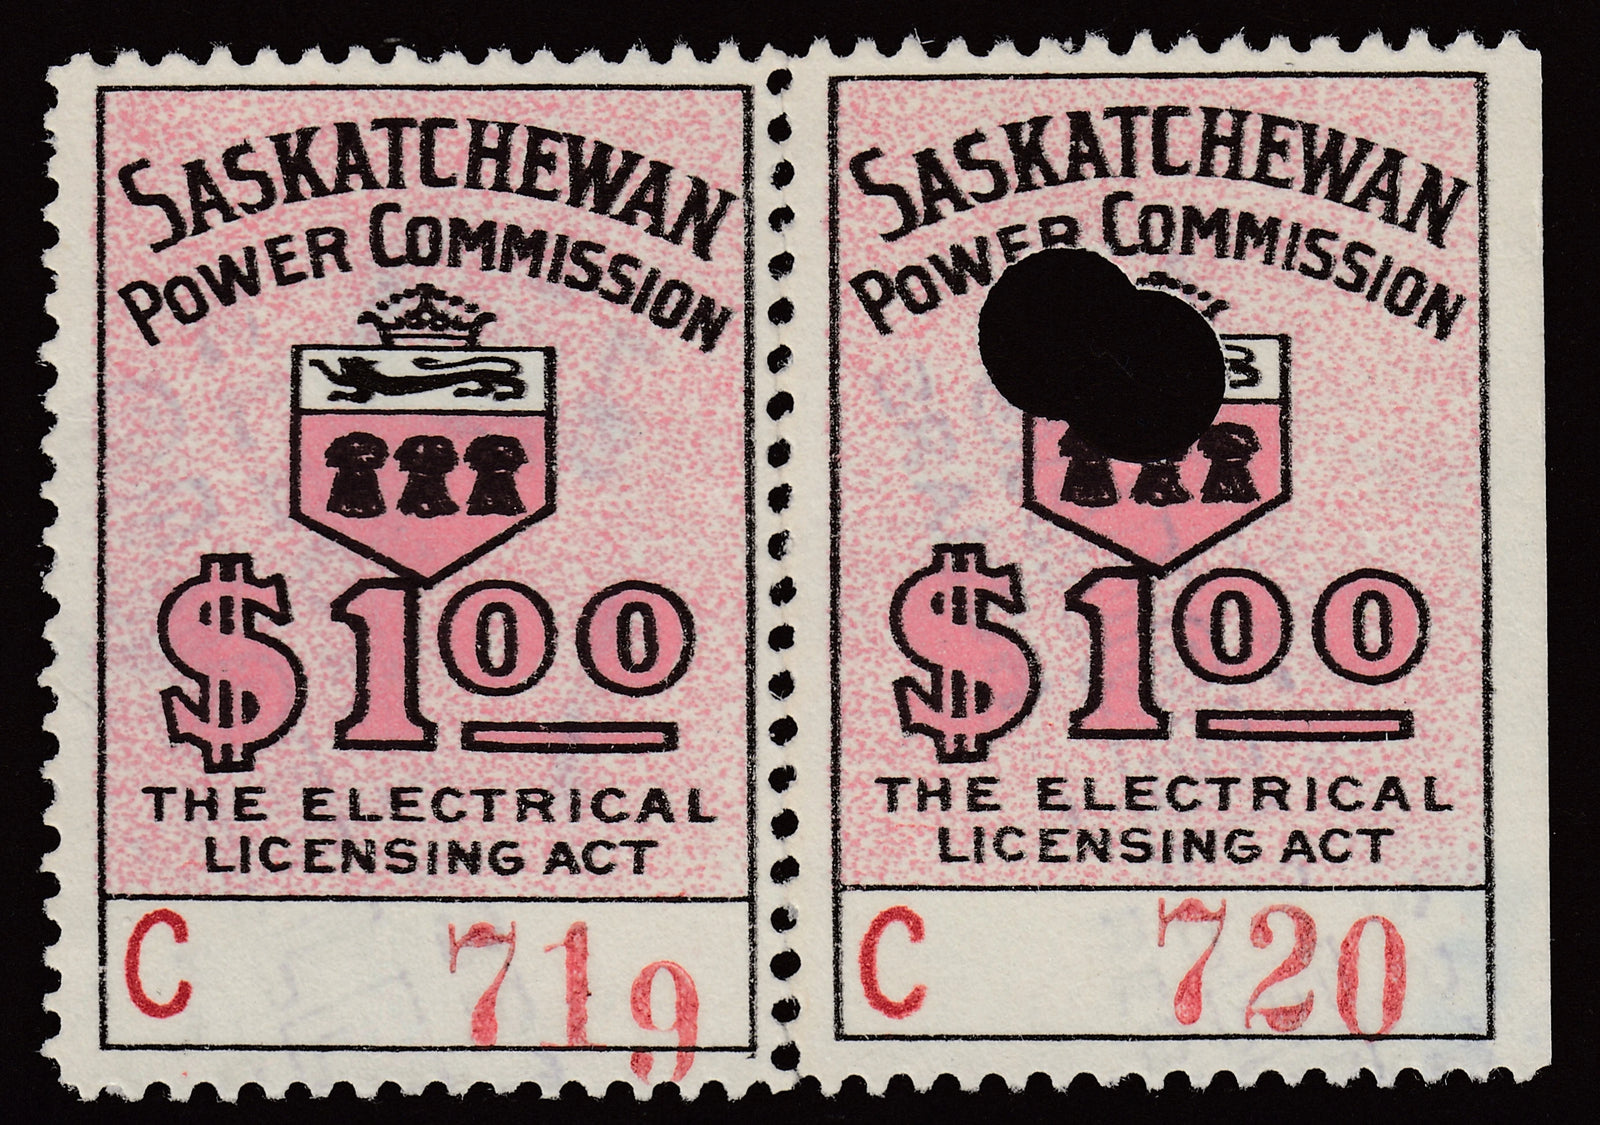 SASKATCHEWAN
POWER COMMISSION
$1.00
THE ELECTRICAL
LICENSING ACT
C 719
SASKATCHEWAN
POWER COMMISSION
$1.00
THE ELECTRICAL
LICENSING ACT
C 720